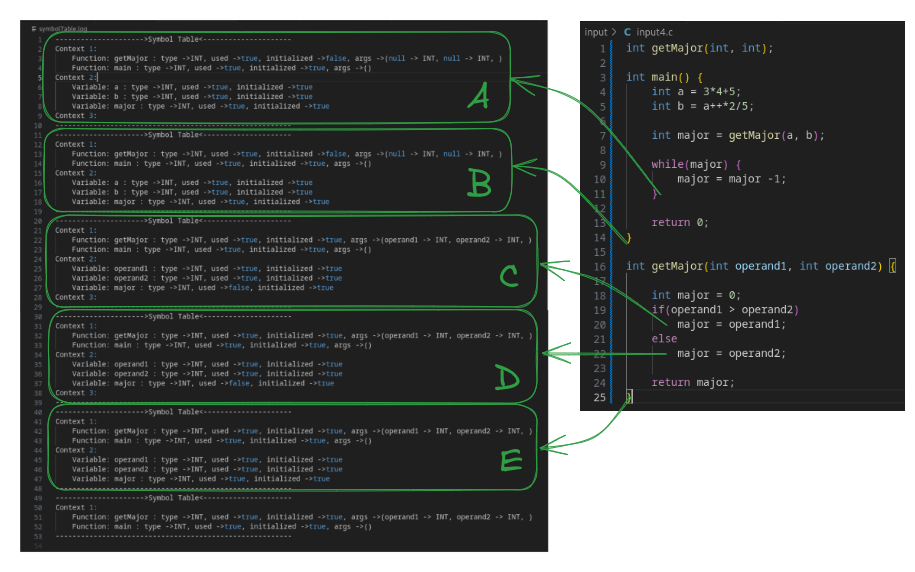 symbolTable.log
1 ---------------------->Symbol Table<----------------------
2 Context 1:
3 Function: getMajor : type ->INT, used ->true, initialized ->false, args ->(null -> INT, null -> INT, )
4 Function: main : type ->INT, used ->true, initialized ->true, args ->()
5 Context 2:
6 Variable: a : type ->INT, used ->true, initialized ->true
7 Variable: b : type ->INT, used ->true, initialized ->true
8 Variable: major : type ->INT, used ->true, initialized ->true
9 Context 3:
10 ----------------------------------------------------------
A
11 ---------------------->Symbol Table<----------------------
12 Context 1:
13 Function: getMajor : type ->INT, used ->true, initialized ->false, args ->(null -> INT, null -> INT, )
14 Function: main : type ->INT, used ->true, initialized ->true, args ->()
15 Context 2:
16 Variable: a : type ->INT, used ->true, initialized ->true
17 Variable: b : type ->INT, used ->true, initialized ->true
18 Variable: major : type ->INT, used ->true, initialized ->true
19 ----------------------------------------------------------
B
20 ---------------------->Symbol Table<----------------------
21 Context 1:
22 Function: getMajor : type ->INT, used ->true, initialized ->true, args ->(operand1 -> INT, operand2 -> INT, )
23 Function: main : type ->INT, used ->true, initialized ->true, args ->()
24 Context 2:
25 Variable: operand1 : type ->INT, used ->true, initialized ->true
26 Variable: operand2 : type ->INT, used ->true, initialized ->true
27 Variable: major : type ->INT, used ->false, initialized ->true
28 Context 3:
29 ----------------------------------------------------------
C
30 ---------------------->Symbol Table<----------------------
31 Context 1:
32 Function: getMajor : type ->INT, used ->true, initialized ->true, args ->(operand1 -> INT, operand2 -> INT, )
33 Function: main : type ->INT, used ->true, initialized ->true, args ->()
34 Context 2:
35 Variable: operand1 : type ->INT, used ->true, initialized ->true
36 Variable: operand2 : type ->INT, used ->true, initialized ->true
37 Variable: major : type ->INT, used ->false, initialized ->true
38 Context 3:
39 ----------------------------------------------------------
D
40 ---------------------->Symbol Table<----------------------
41 Context 1:
42 Function: getMajor : type ->INT, used ->true, initialized ->true, args ->(operand1 -> INT, operand2 -> INT, )
43 Function: main : type ->INT, used ->true, initialized ->true, args ->()
44 Context 2:
45 Variable: operand1 : type ->INT, used ->true, initialized ->true
46 Variable: operand2 : type ->INT, used ->true, initialized ->true
47 Variable: major : type ->INT, used ->true, initialized ->true
48 ----------------------------------------------------------
E
49 ---------------------->Symbol Table<----------------------
50 Context 1:
51 Function: getMajor : type ->INT, used ->true, initialized ->true, args ->(operand1 -> INT, operand2 -> INT, )
52 Function: main : type ->INT, used ->true, initialized ->true, args ->()
53 ----------------------------------------------------------
54
input > C input4.c
1 int getMajor(int, int);
2
3 int main() {
4 int a = 3*4+5;
5 int b = a++*2/5;
6
7 int major = getMajor(a, b);
8
9 while(major) {
10 major = major -1;
11 }
12
13 return 0;
14 }
15
16 int getMajor(int operand1, int operand2) {
17
18 int major = 0;
19 if(operand1 > operand2)
20 major = operand1;
21 else
22 major = operand2;
23
24 return major;
25 }